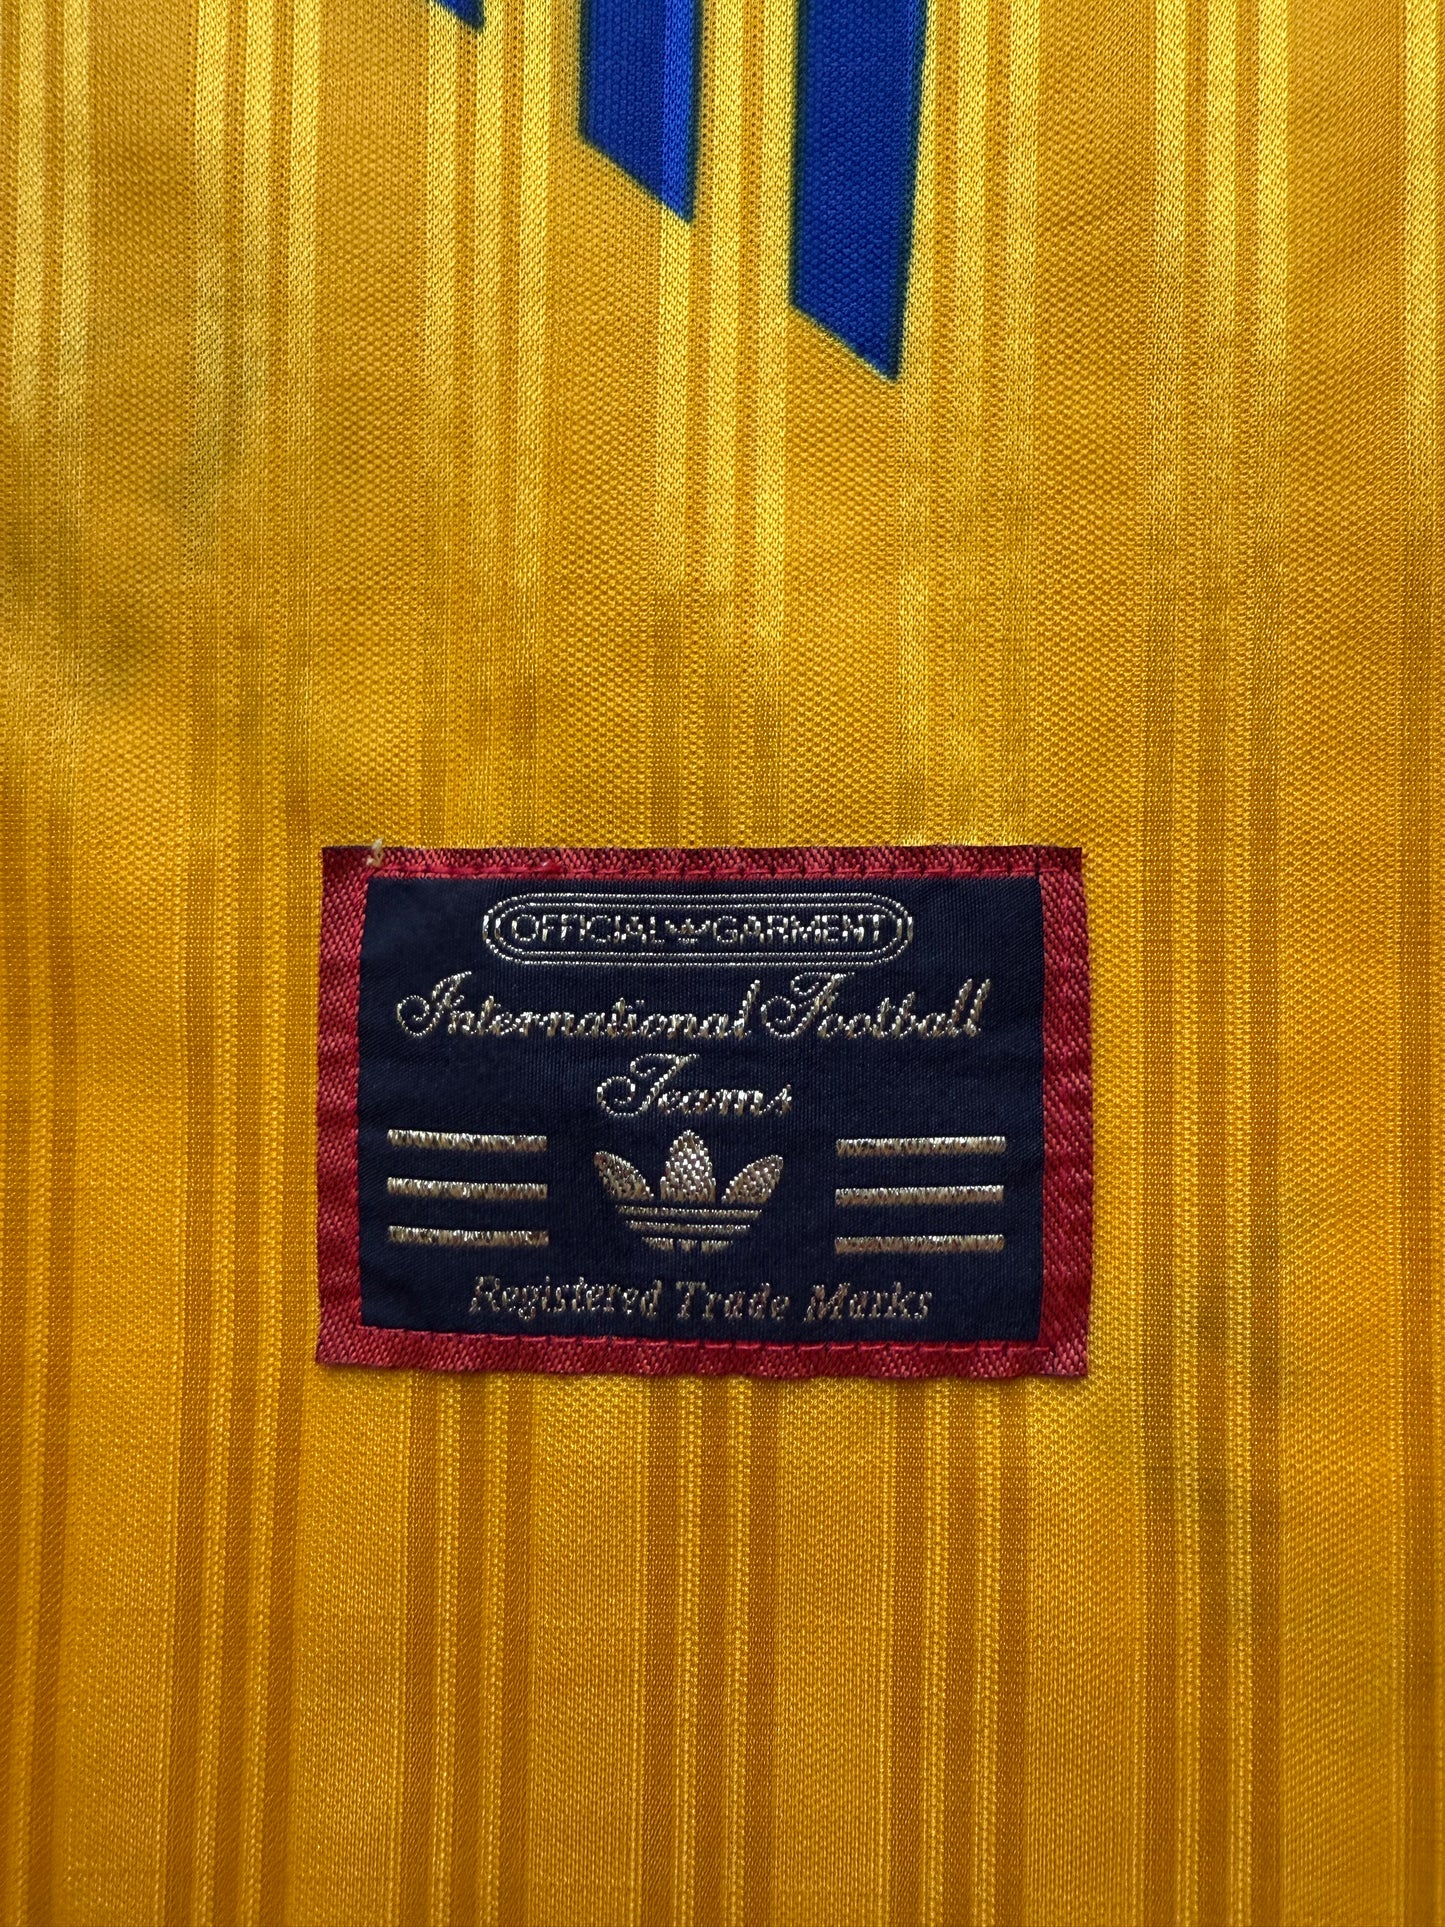 OFFICIAL GARMENT
International Football
Teams
Registered Trade Marks